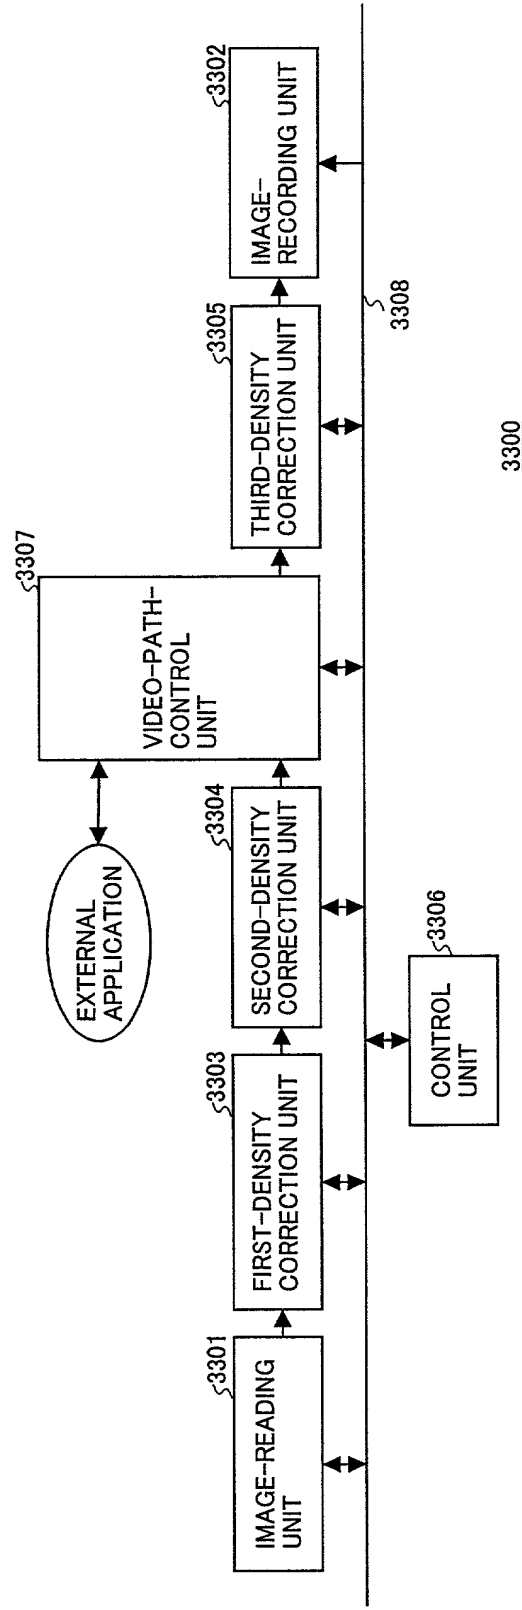 3301
IMAGE-READING
UNIT
3303
FIRST-DENSITY
CORRECTION UNIT
3304
SECOND-DENSITY
CORRECTION UNIT
EXTERNAL
APPLICATION
3307
VIDEO-PATH-
CONTROL
UNIT
3305
THIRD-DENSITY
CORRECTION UNIT
3302
IMAGE-
RECORDING UNIT
3306
CONTROL
UNIT
3308
3300